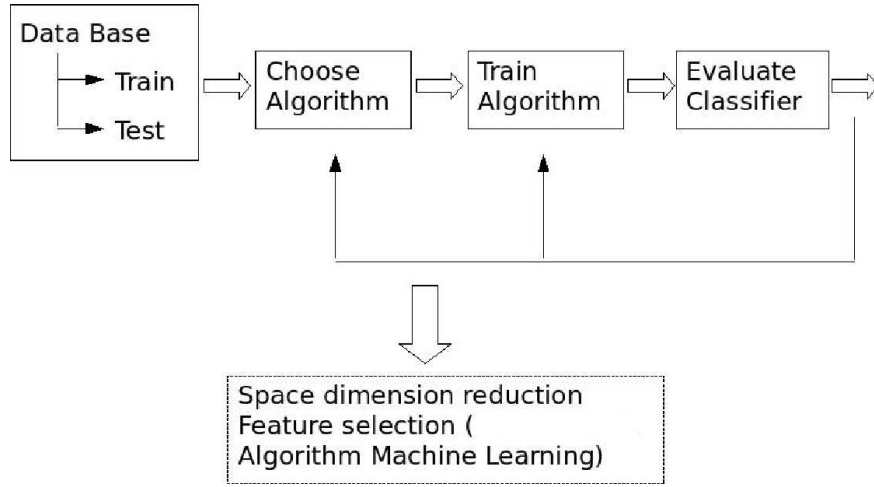 Data Base
Train
Test
Choose
Algorithm
Train
Algorithm
Evaluate
Classifier
Space dimension reduction
Feature selection (
Algorithm Machine Learning)